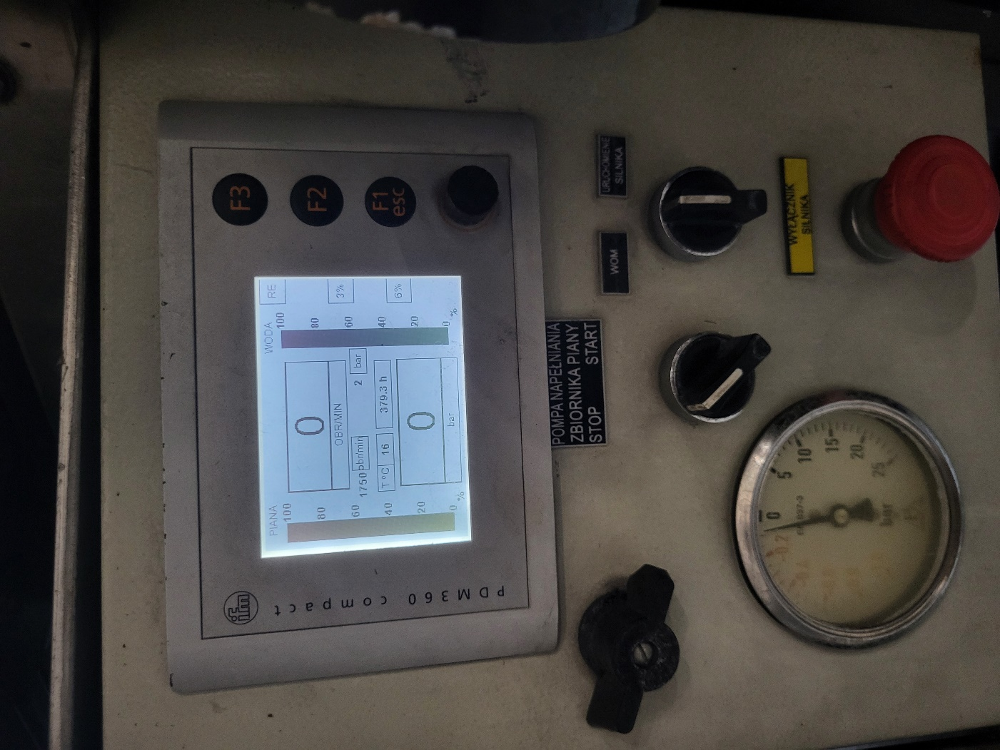 ifm
PDM360 compact
PIANA
100
80
60
40
20
0
%
0
OBR/MIN
1750 obr/min
2 bar
T°C 16
379.3 h
0
bar
WODA
100
80
60
40
20
0
%
RE
3%
6%
F3
F2
F1
esc
POMPA NAPEŁNIANIA
ZBIORNIKA PIANY
STOP START
WOM
URUCHOMIENIE
SILNIKA
WYŁĄCZNIK
SILNIKA
0
5
10
15
20
25
bar